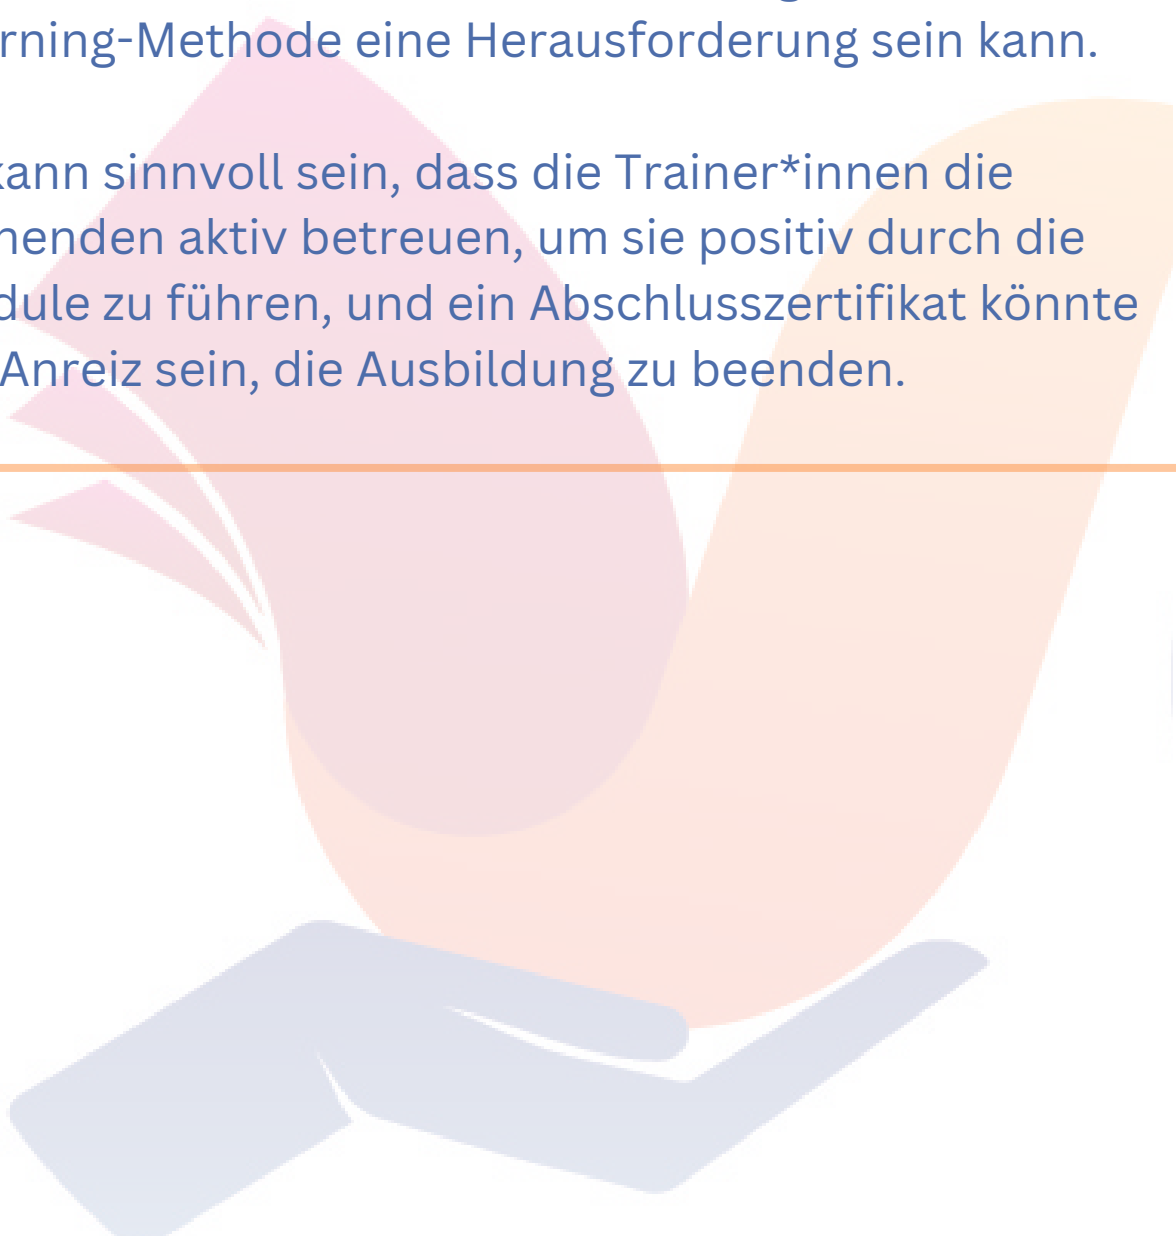 rning-Methode eine Herausforderung sein kann.
kann sinnvoll sein, dass die Trainer*innen die
nenden aktiv betreuen, um sie positiv durch die
dule zu führen, und ein Abschlusszertifikat könnte
Anreiz sein, die Ausbildung zu beenden.